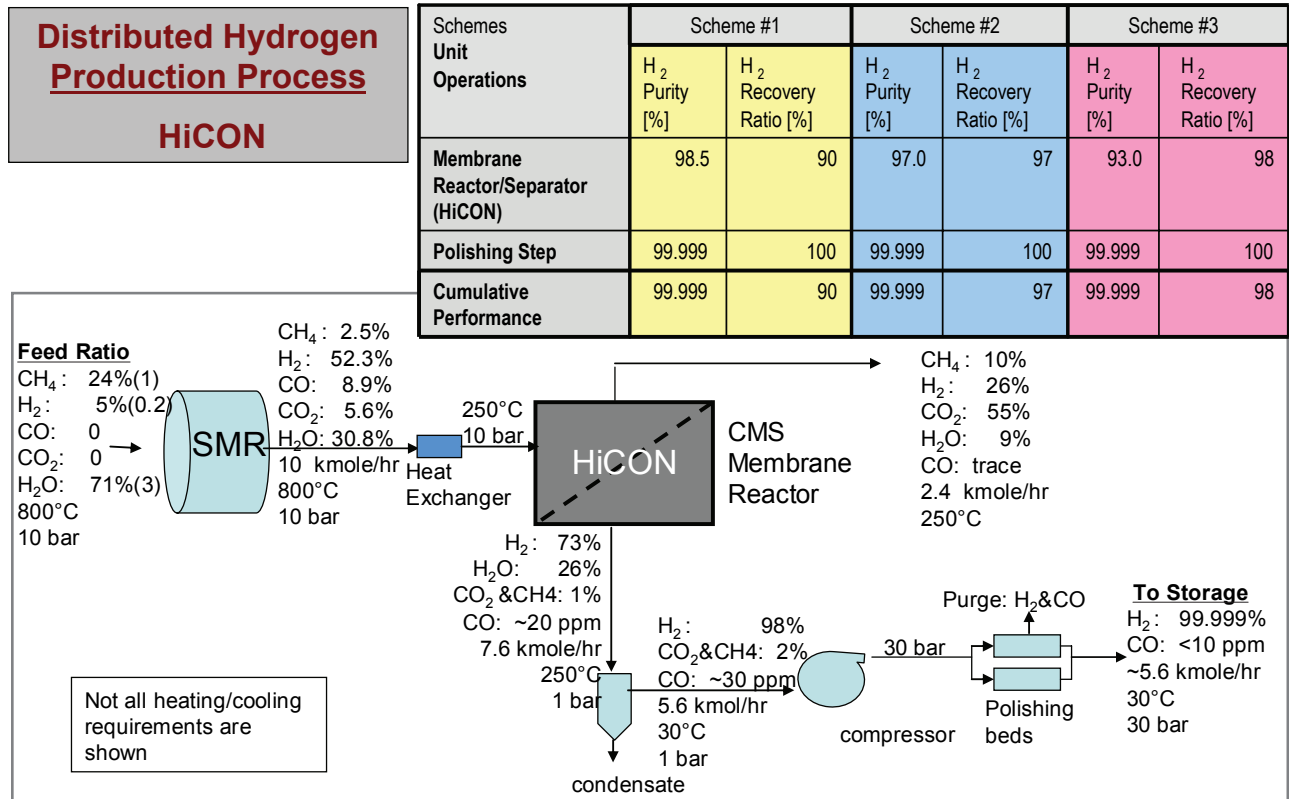 Distributed Hydrogen
Production Process
HiCON
Schemes
Unit
Operations
Scheme #1
Scheme #2
Scheme #3
H2
Purity
[%]
H2
Recovery
Ratio [%]
H2
Purity
[%]
H2
Recovery
Ratio [%]
H2
Purity
[%]
H2
Recovery
Ratio [%]
Membrane
Reactor/Separator
(HiCON)
98.5
90
97.0
97
93.0
98
Polishing Step
99.999
100
99.999
100
99.999
100
Cumulative
Performance
99.999
90
99.999
97
99.999
98
Feed Ratio
CH4: 24%(1)
H2: 5%(0.2)
CO: 0
CO2: 0
H2O: 71%(3)
800°C
10 bar
SMR
CH4: 2.5%
H2: 52.3%
CO: 8.9%
CO2: 5.6%
H2O: 30.8%
10 kmole/hr
800°C
10 bar
Heat
Exchanger
250°C
10 bar
HiCON
CMS
Membrane
Reactor
CH4: 10%
H2: 26%
CO2: 55%
H2O: 9%
CO: trace
2.4 kmole/hr
250°C
H2: 73%
H2O: 26%
CO2 &CH4: 1%
CO: ~20 ppm
7.6 kmole/hr
250°C
1 bar
condensate
H2: 98%
CO2&CH4: 2%
CO: ~30 ppm
5.6 kmol/hr
30°C
1 bar
compressor
30 bar
Purge: H2&CO
Polishing
beds
To Storage
H2: 99.999%
CO: <10 ppm
~5.6 kmole/hr
30°C
30 bar
Not all heating/cooling
requirements are
shown